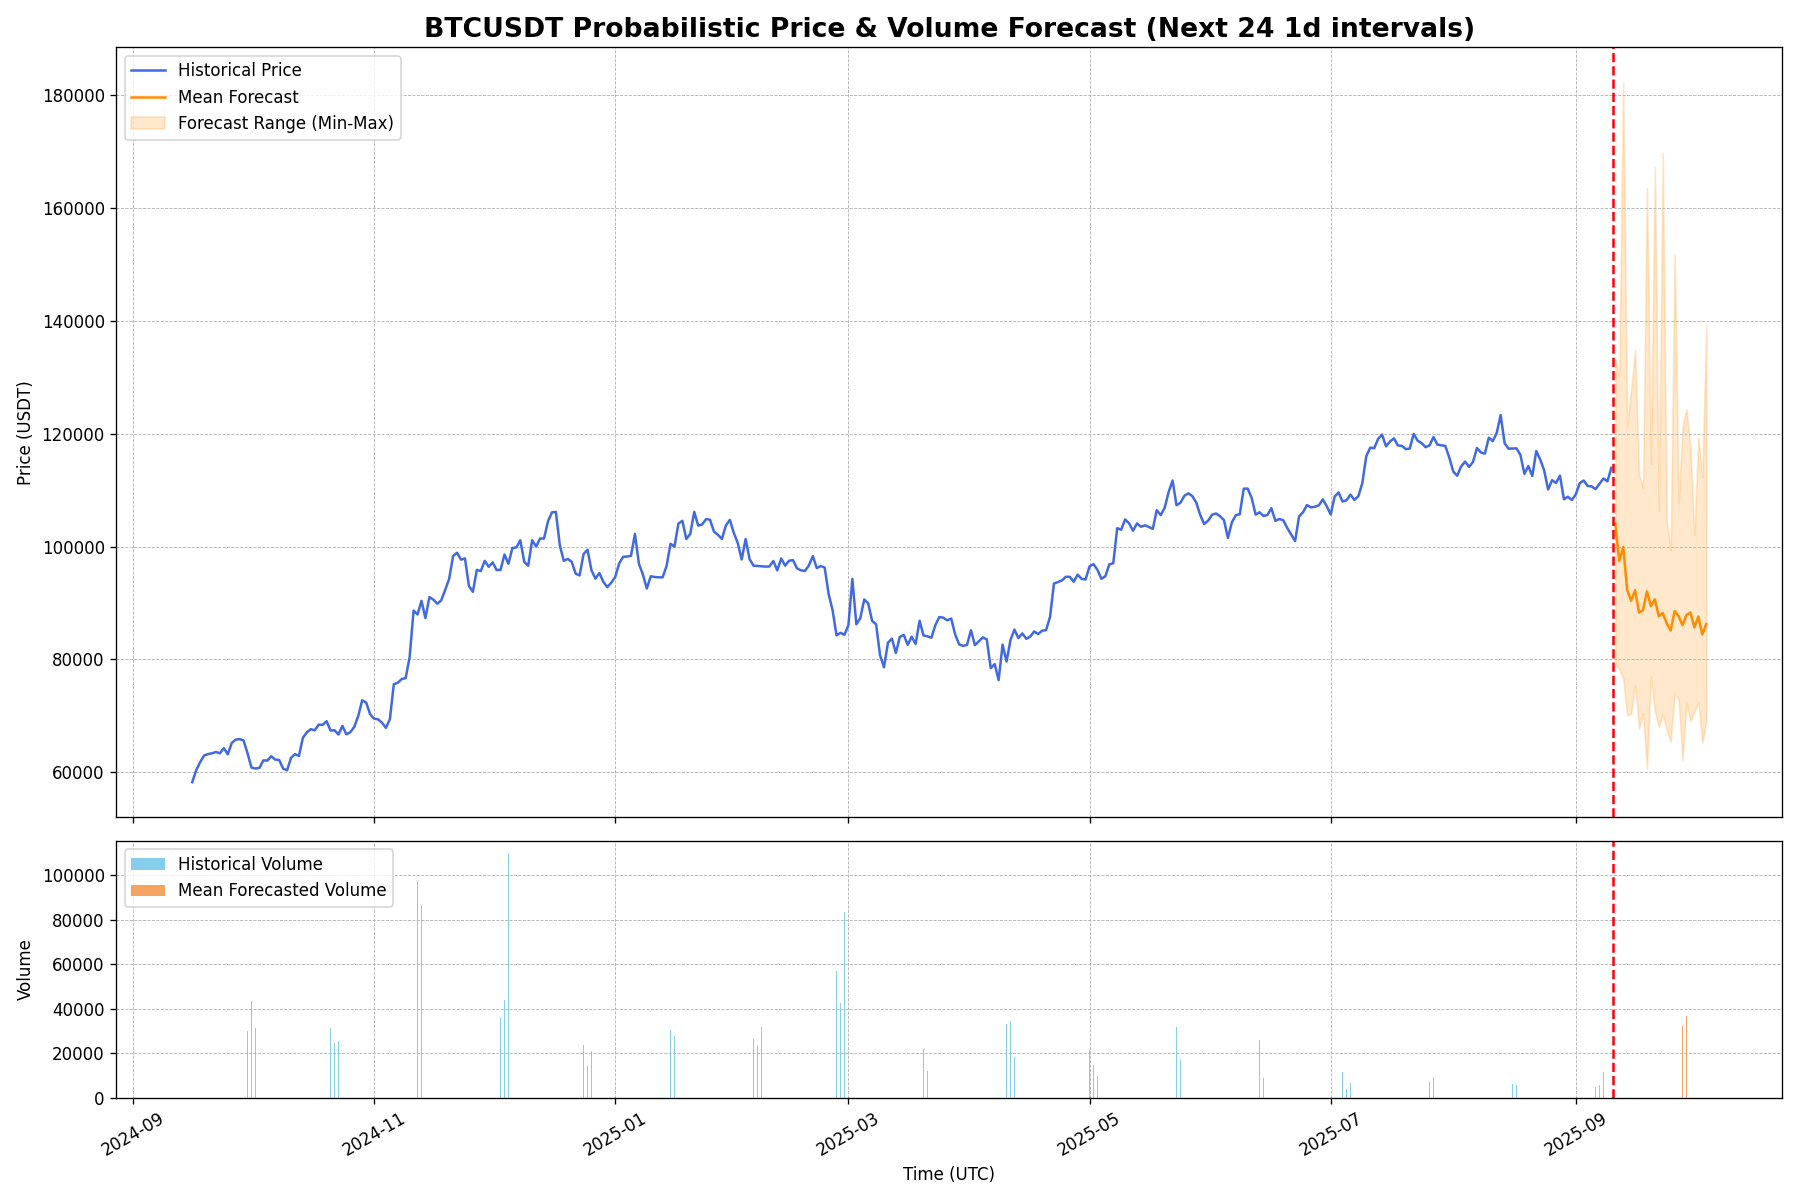 BTCUSDT Probabilistic Price & Volume Forecast (Next 24 1d intervals)
Historical Price
Mean Forecast
Forecast Range (Min-Max)
180000
160000
140000
120000
100000
80000
60000
Price (USDT)
Historical Volume
Mean Forecasted Volume
100000
80000
60000
40000
20000
0
Volume
2024-09
2024-11
2025-01
2025-03
2025-05
2025-07
2025-09
Time (UTC)